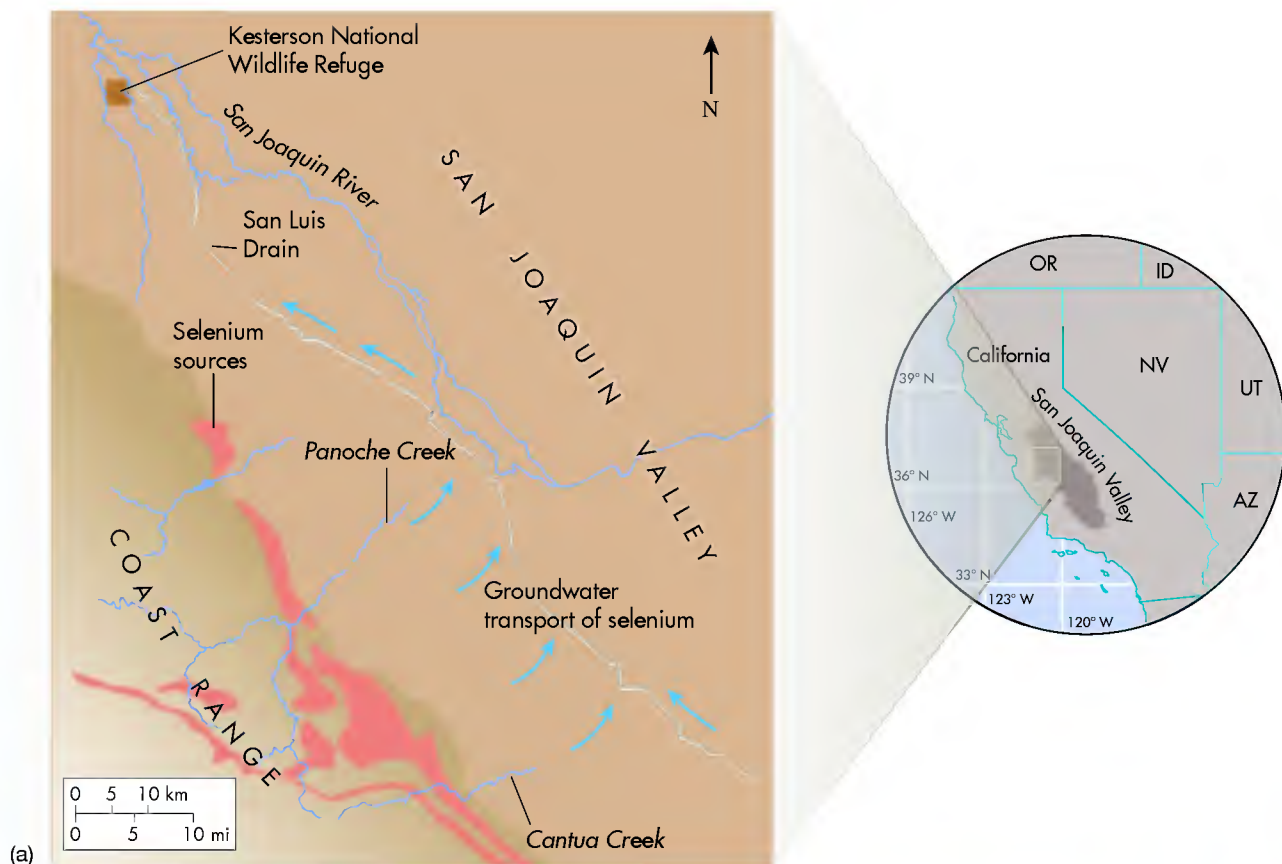 Kesterson National
Wildlife Refuge
N
San Joaquin River
SAN JOAQUIN VALLEY
San Luis
Drain
Selenium
sources
Panoche Creek
COAST RANGE
Groundwater
transport of selenium
Cantua Creek
0 5 10 km
0 5 10 mi
(a)
OR
ID
California
NV
UT
39° N
San Joaquin Valley
36° N
AZ
126° W
33° N
123° W
120° W